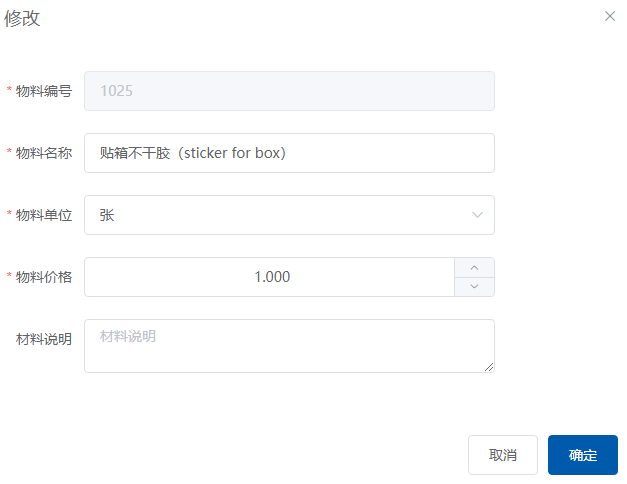 修改
* 物料编号 1025
* 物料名称 贴箱不干胶（sticker for box）
* 物料单位 张
* 物料价格 1.000
材料说明 材料说明
取消 确定